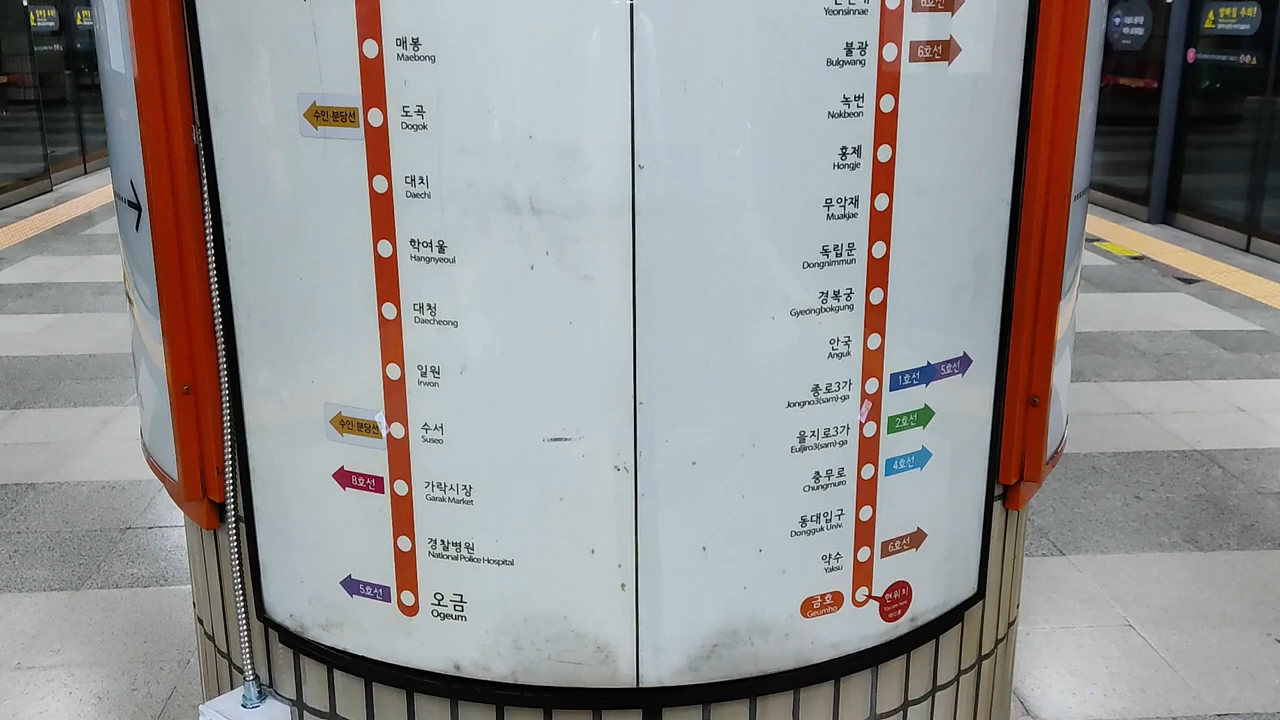 매봉
Maebong
수인·분당선
도곡
Dogok
대치
Daechi
학여울
Hangnyeoul
대청
Daecheong
일원
Irwon
수인·분당선
수서
Suseo
8호선
가락시장
Garak Market
경찰병원
National Police Hospital
5호선
오금
Ogeum
Yeonsinnae
6호선
불광
Bulgwang
6호선
녹번
Nokbeon
홍제
Hongje
무악재
Muakjae
독립문
Dongnimmun
경복궁
Gyeongbokgung
안국
Anguk
종로3가
Jongno3(sam)-ga
1호선
5호선
을지로3가
Euljiro3(sam)-ga
2호선
충무로
Chungmuro
4호선
동대입구
Dongguk Univ.
약수
Yaksu
6호선
금호
Geumho
현위치
You are here